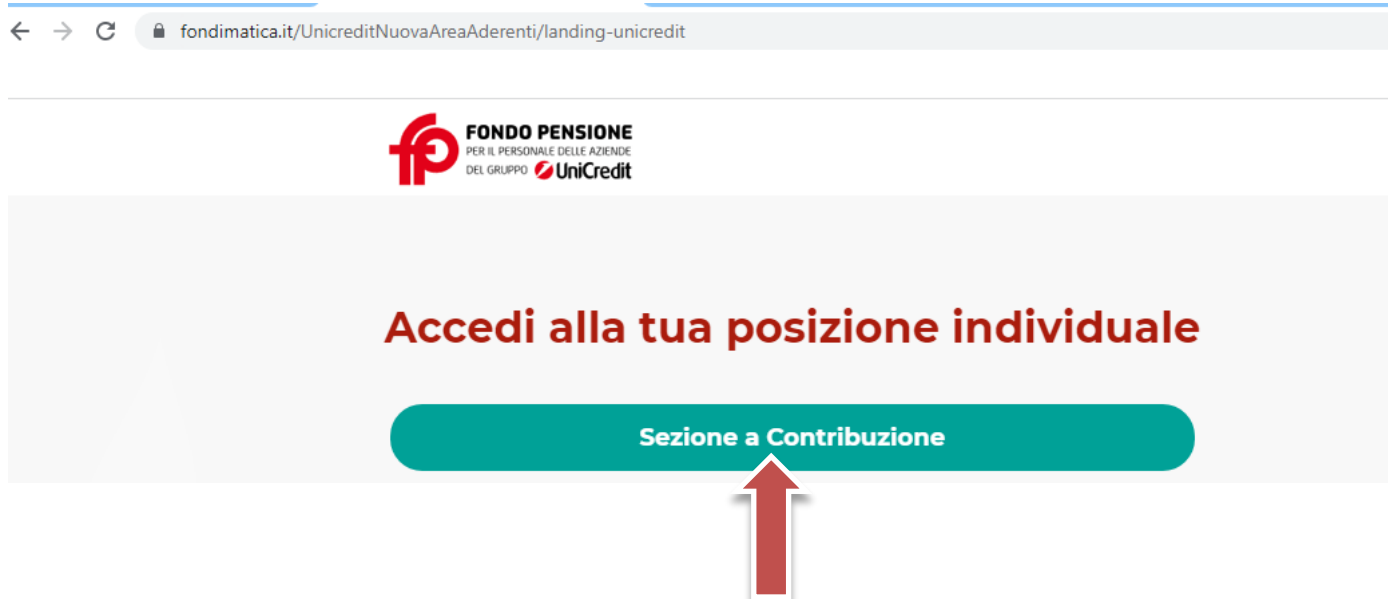 fondimatica.it/UnicreditNuovaAreaAderenti/landing-unicredit
FONDO PENSIONE
PER IL PERSONALE DELLE AZIENDE
DEL GRUPPO UniCredit
Accedi alla tua posizione individuale
Sezione a Contribuzione